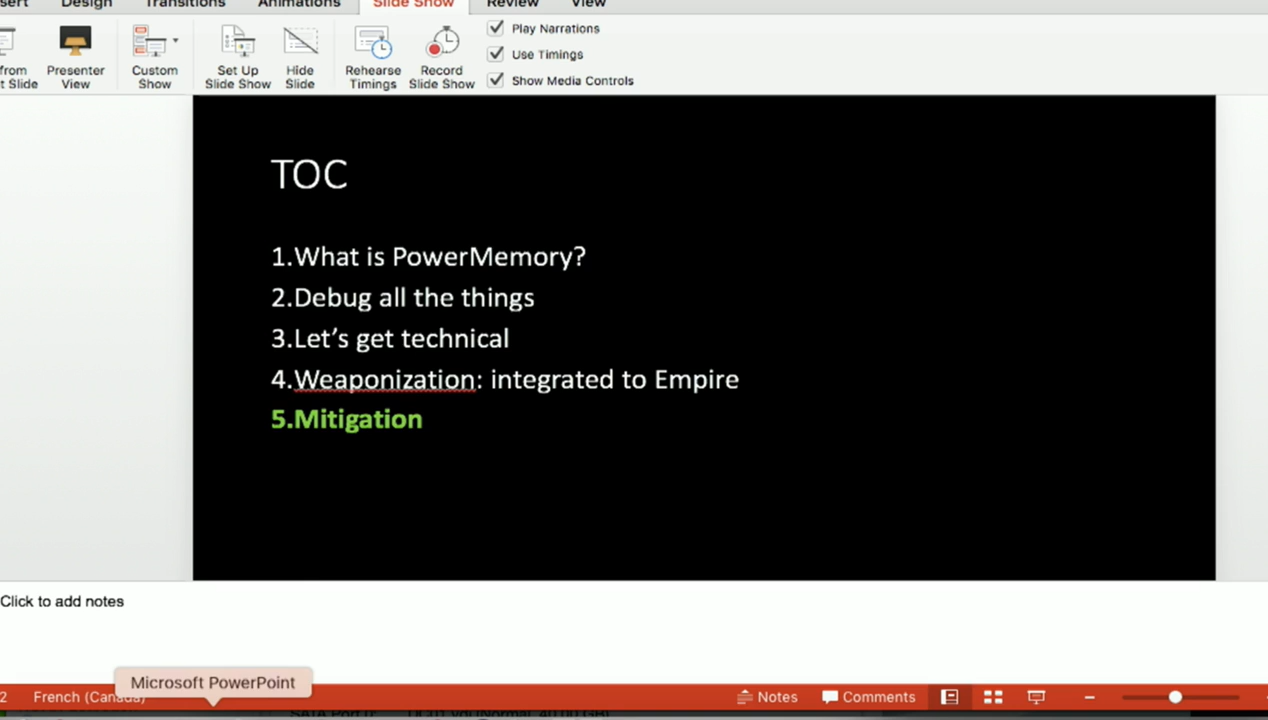 sert Design Transitions Animations Slide Show Review View
from
t Slide
Presenter
View
Custom
Show
Set Up
Slide Show
Hide
Slide
Rehearse
Timings
Record
Slide Show
Play Narrations
Use Timings
Show Media Controls
TOC
1.What is PowerMemory?
2.Debug all the things
3.Let’s get technical
4.Weaponization: integrated to Empire
5.Mitigation
Click to add notes
Microsoft PowerPoint
2 French (Canada) Notes Comments